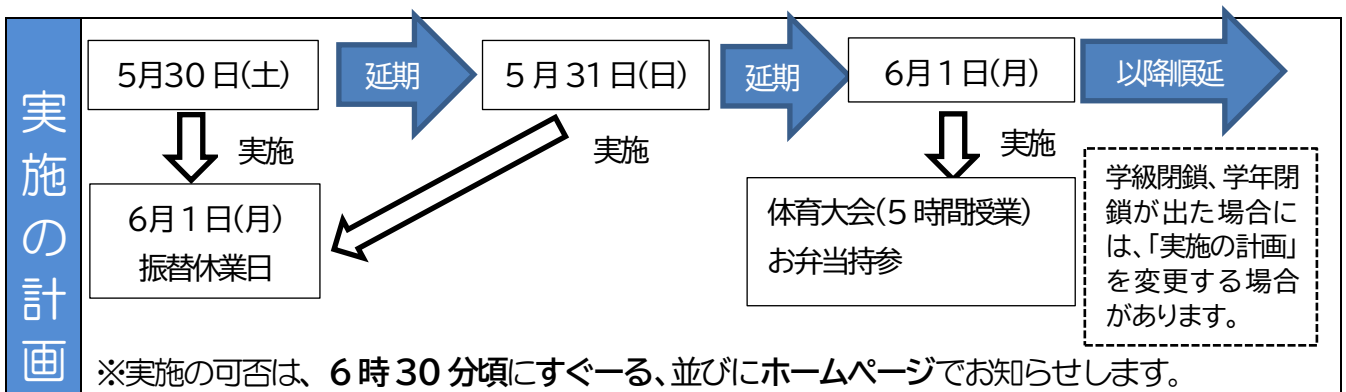 実施の計画
5月30日(土)
延期
5月31日(日)
延期
6月1日(月)
以降順延
実施
実施
実施
6月1日(月)
振替休業日
体育大会(5時間授業)
お弁当持参
学級閉鎖、学年閉
鎖が出た場合に
は、「実施の計画」
を変更する場合
があります。
※実施の可否は、6時30分頃にすぐーる、並びにホームページでお知らせします。